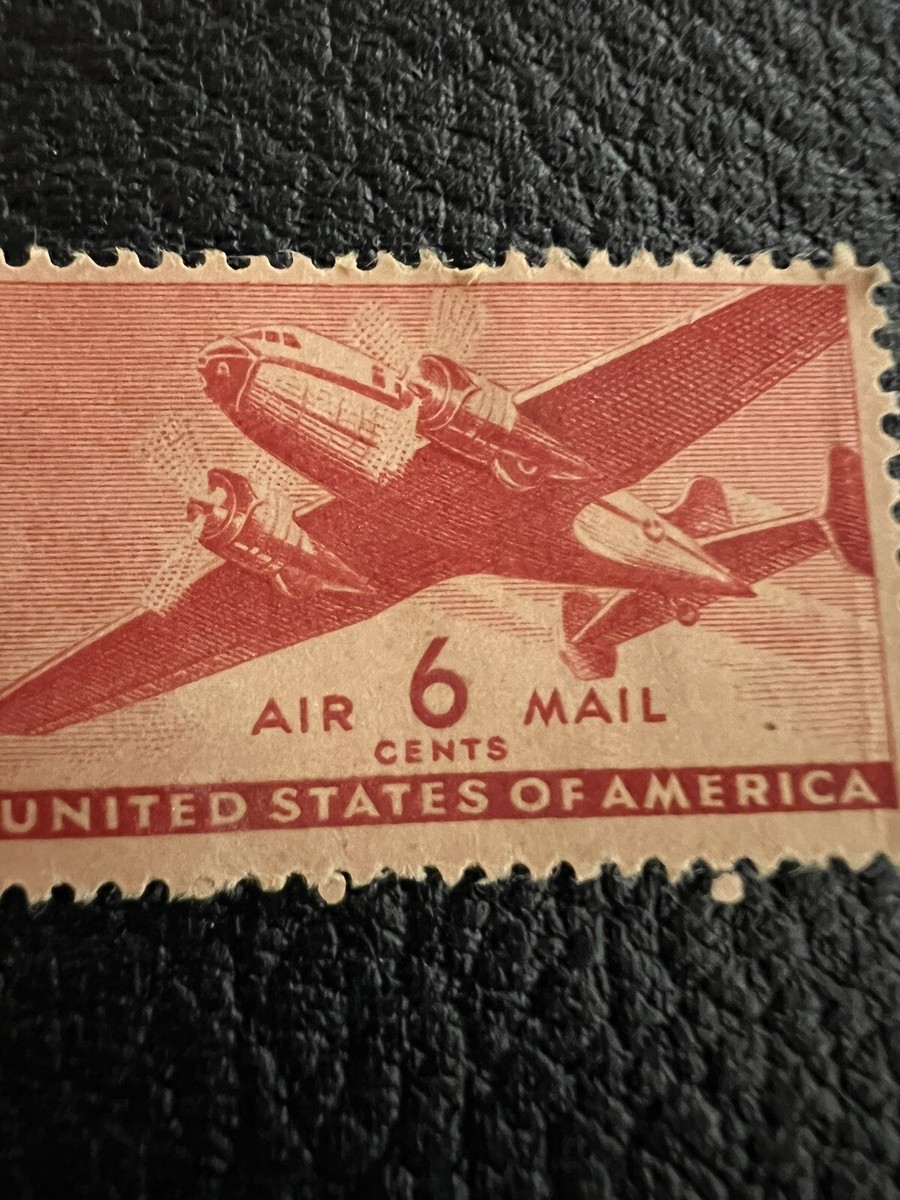 AIR 6 MAIL
CENTS
UNITED STATES OF AMERICA